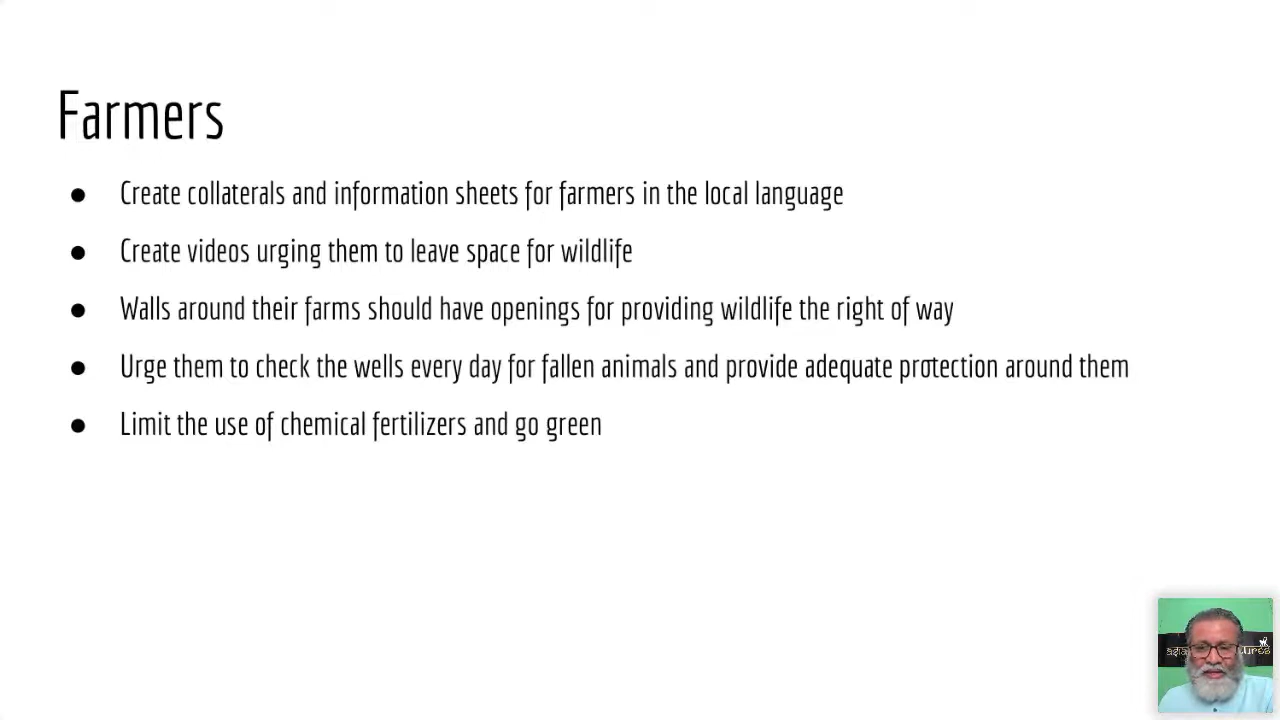 Farmers
● Create collaterals and information sheets for farmers in the local language
● Create videos urging them to leave space for wildlife
● Walls around their farms should have openings for providing wildlife the right of way
● Urge them to check the wells every day for fallen animals and provide adequate protection around them
● Limit the use of chemical fertilizers and go green